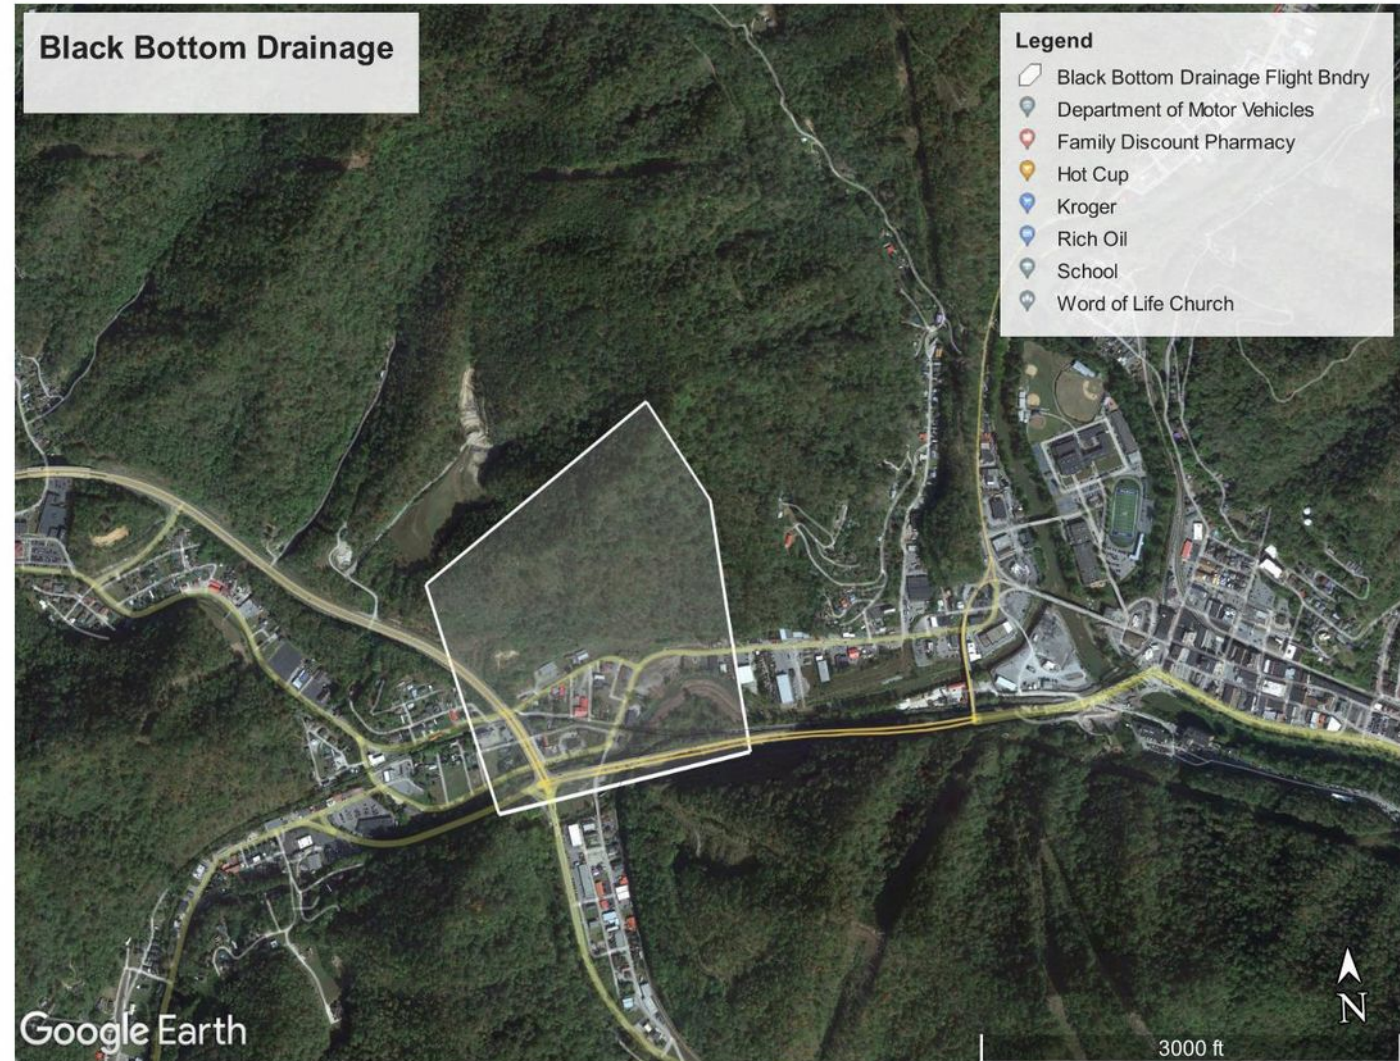 Black Bottom Drainage
Legend
Black Bottom Drainage Flight Bndry
Department of Motor Vehicles
Family Discount Pharmacy
Hot Cup
Kroger
Rich Oil
School
Word of Life Church
N
Google Earth
3000 ft